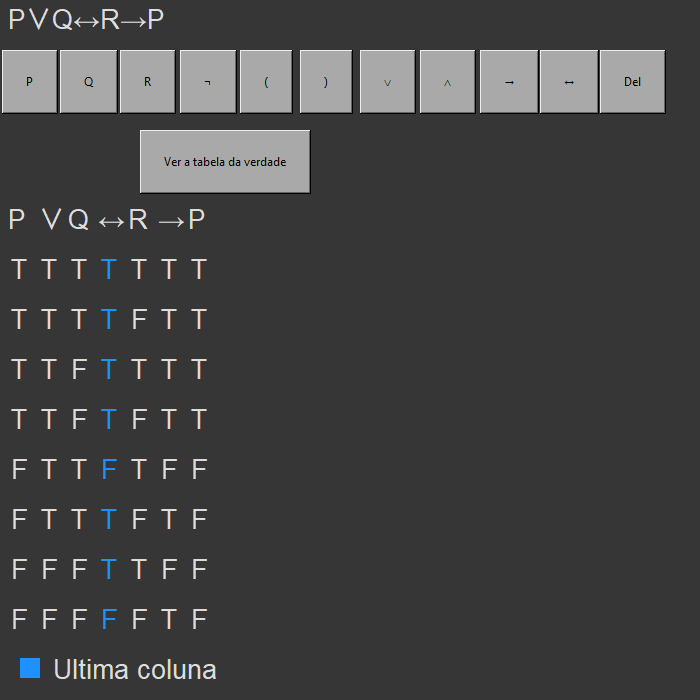 P∨Q↔R→P
P Q R ¬ ( ) ∨ ∧ → ↔ Del
Ver a tabela da verdade
P ∨ Q ↔ R → P
T T T T T T T
T T T T F T T
T T F T T T T
T T F T F T T
F T T F T F F
F T T T F T F
F F F T T F F
F F F F F T F
Ultima coluna